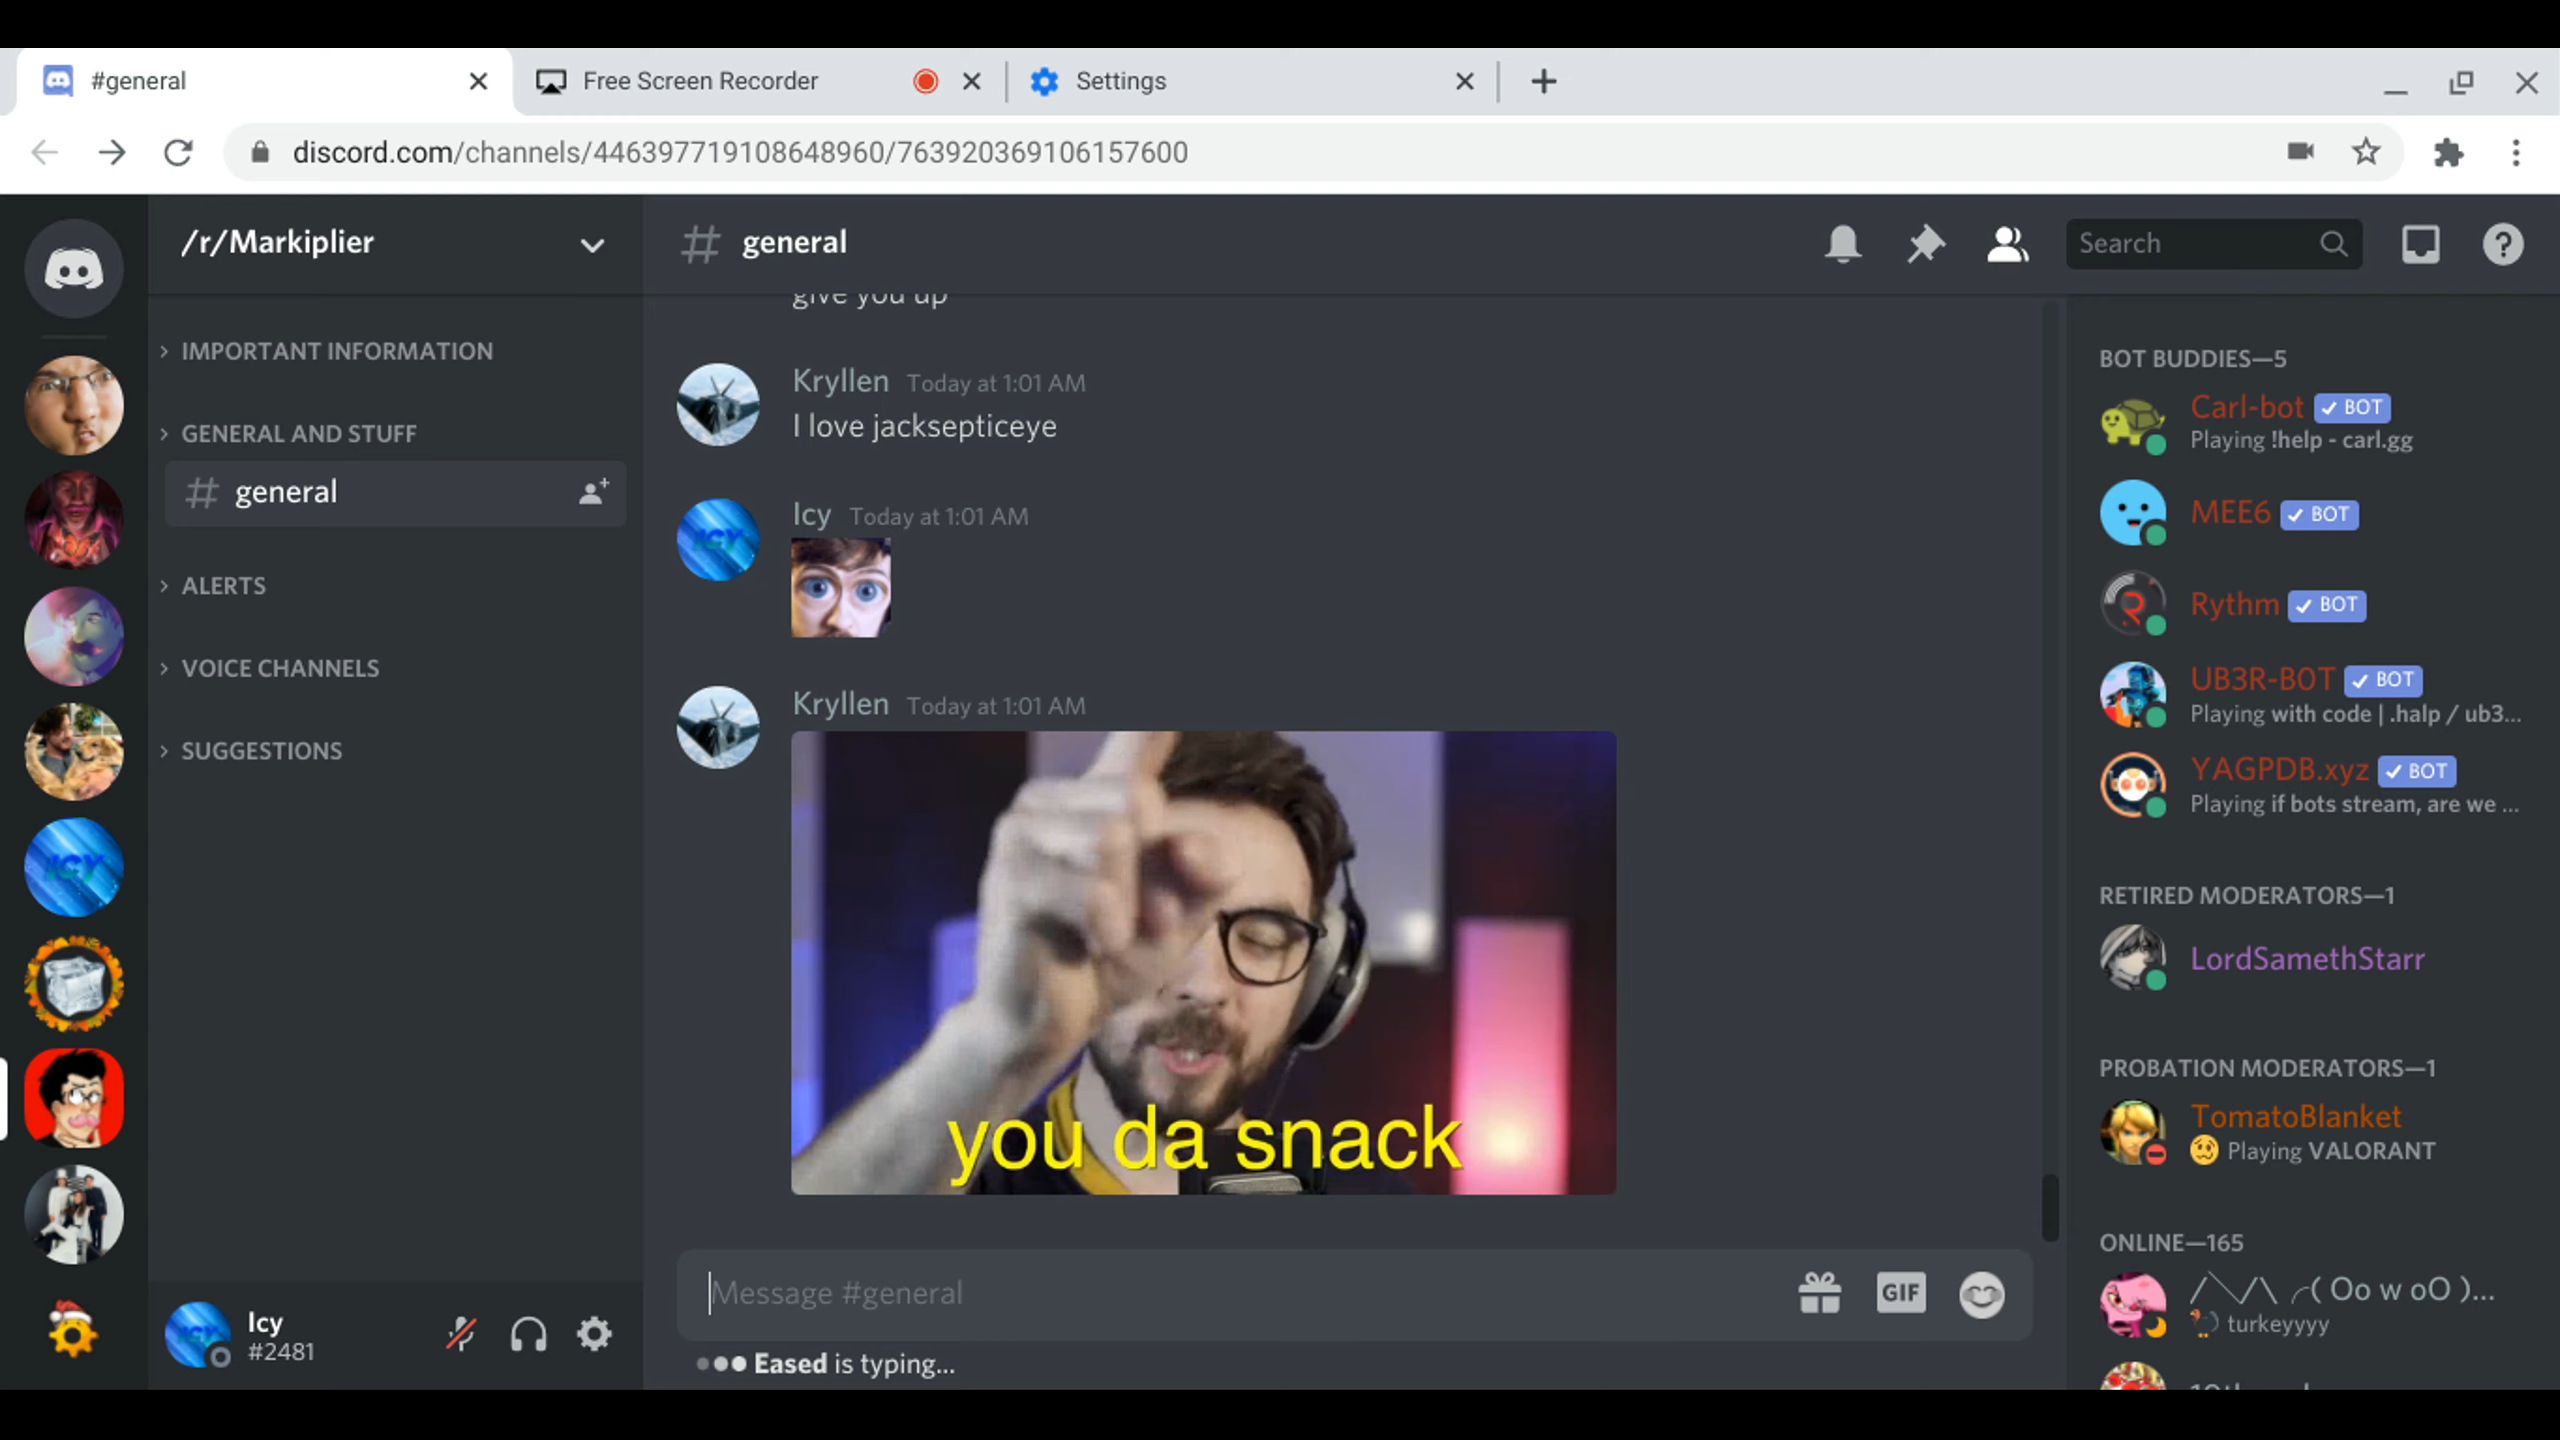 #general
Free Screen Recorder
Settings
discord.com/channels/446397719108648960/763920369106157600
/r/Markiplier
IMPORTANT INFORMATION
GENERAL AND STUFF
general
ALERTS
VOICE CHANNELS
SUGGESTIONS
Icy
#2481
# general
Search
give you up
Kryllen Today at 1:01 AM
I love jacksepticeye
Icy Today at 1:01 AM
Kryllen Today at 1:01 AM
you da snack
Message #general
GIF
Eased is typing...
BOT BUDDIES—5
Carl-bot ✓ BOT
Playing !help - carl.gg
MEE6 ✓ BOT
Rythm ✓ BOT
UB3R-B0T ✓ BOT
Playing with code | .halp / ub3...
YAGPDB.xyz ✓ BOT
Playing if bots stream, are we ...
RETIRED MODERATORS—1
LordSamethStarr
PROBATION MODERATORS—1
TomatoBlanket
Playing VALORANT
ONLINE—165
/╲/\ ╭( Oo w oO )...
turkeyyyy
ICY
ICY